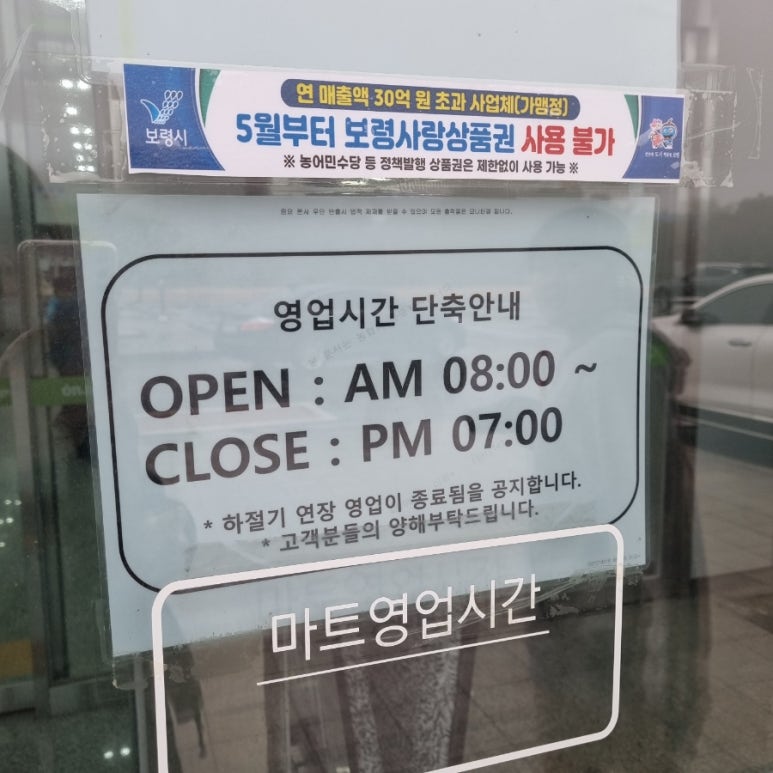 보령시
연 매출액 30억 원 초과 사업체(가맹점)
5월부터 보령사랑상품권 사용 불가
※ 농어민수당 등 정책발행 상품권은 제한없이 사용 가능 ※
영업시간 단축안내
OPEN : AM 08:00 ~
CLOSE : PM 07:00
* 하절기 연장 영업이 종료됨을 공지합니다.
* 고객분들의 양해부탁드립니다.
마트영업시간